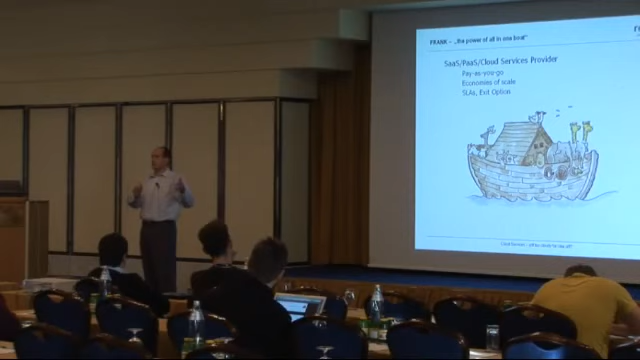 FRANK – „the power of all in one boat"
SaaS/PaaS/Cloud Services Provider
Pay-as-you-go
Economies of scale
SLAs, Exit Option